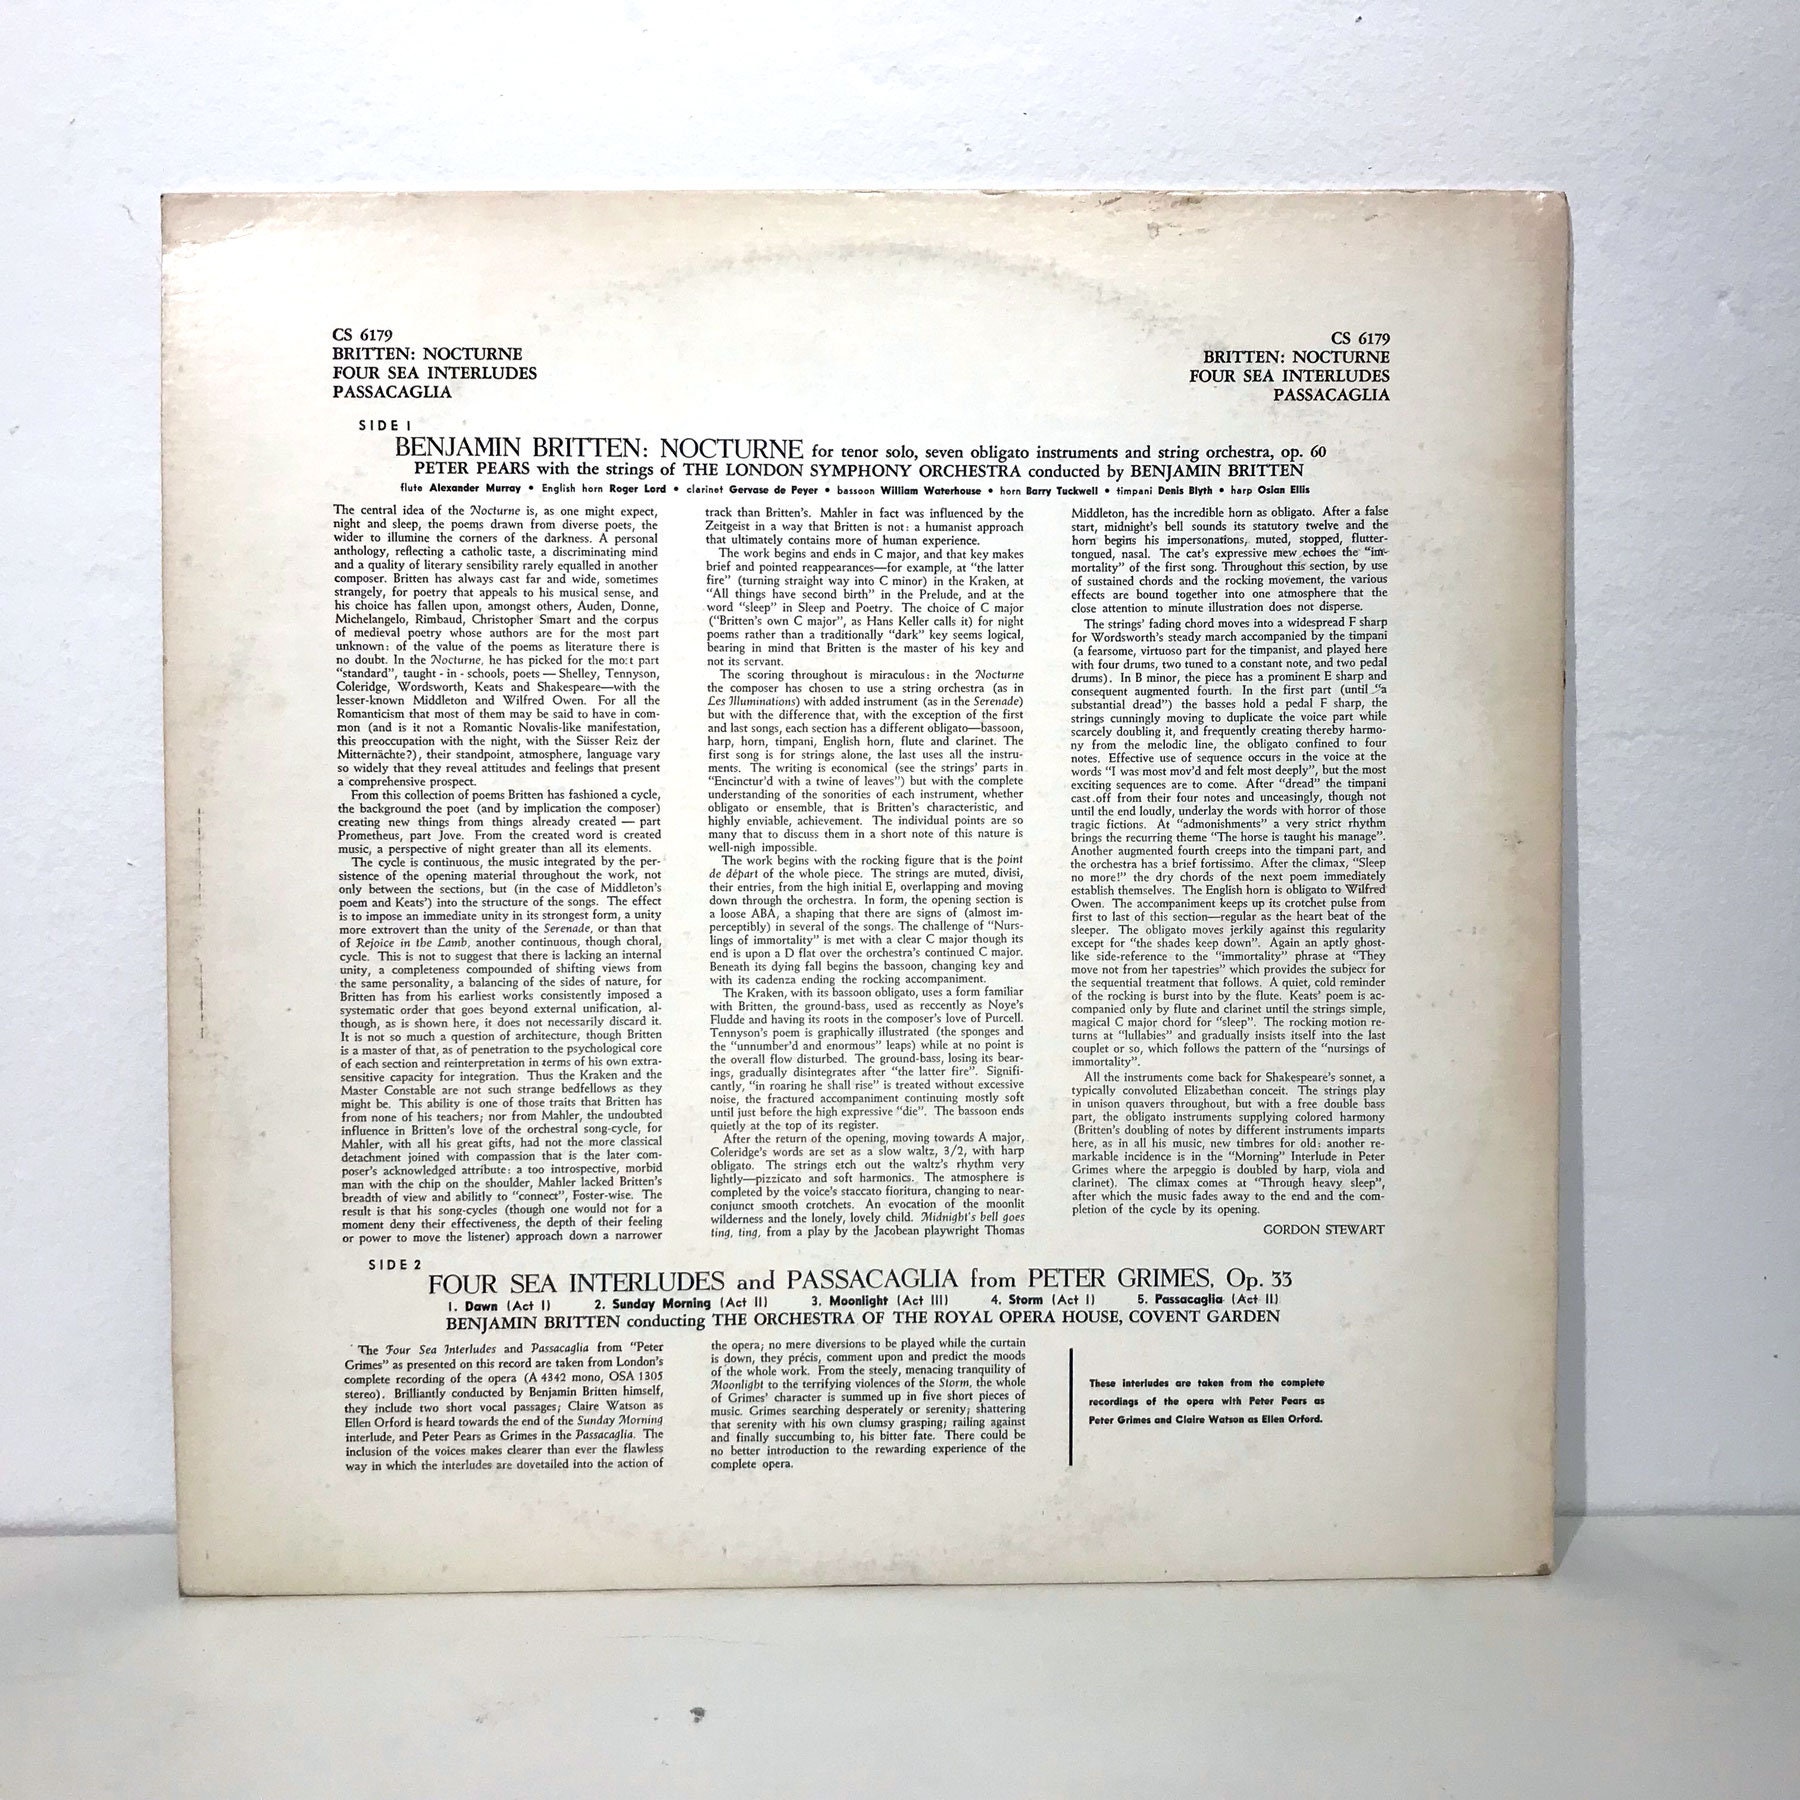 CS 6179
BRITTEN: NOCTURNE
FOUR SEA INTERLUDES
PASSACAGLIA
CS 6179
BRITTEN: NOCTURNE
FOUR SEA INTERLUDES
PASSACAGLIA
SIDE 1
BENJAMIN BRITTEN: NOCTURNE for tenor solo, seven obligato instruments and string orchestra, op. 60
PETER PEARS with the strings of THE LONDON SYMPHONY ORCHESTRA conducted by BENJAMIN BRITTEN
flute Alexander Murray • English horn Roger Lord • clarinet Gervase de Peyer • bassoon William Waterhouse • horn Barry Tuckwell • timpani Denis Blyth • harp Osian Ellis
The central idea of the Nocturne is, as one might expect,
night and sleep, the poems drawn from diverse poets, the
wider to illumine the corners of the darkness. A personal
anthology, reflecting a catholic taste, a discriminating mind
and a quality of literary sensibility rarely equalled in another
composer. Britten has always cast far and wide, sometimes
strangely, for poetry that appeals to his musical sense, and
his choice has fallen upon, amongst others, Auden, Donne,
Michelangelo, Rimbaud, Christopher Smart and the corpus
of medieval poetry whose authors are for the most part
unknown: of the value of the poems as literature there is
no doubt. In the Nocturne, he has picked for the most part
“standard”, taught - in - schools, poets — Shelley, Tennyson,
Coleridge, Wordsworth, Keats and Shakespeare—with the
lesser-known Middleton and Wilfred Owen. For all the
Romanticism that most of them may be said to have in com-
mon (and is it not a Romantic Novalis-like manifestation,
this preoccupation with the night, with the Süsser Reiz der
Mitternächte?), their standpoint, atmosphere, language vary
so widely that they reveal attitudes and feelings that present
a comprehensive prospect.
From this collection of poems Britten has fashioned a cycle,
the background the poet (and by implication the composer)
creating new things from things already created — part
Prometheus, part Jove. From the created word is created
music, a perspective of night greater than all its elements.
The cycle is continuous, the music integrated by the per-
sistence of the opening material throughout the work, not
only between the sections, but (in the case of Middleton's
poem and Keats') into the structure of the songs. The effect
is to impose an immediate unity in its strongest form, a unity
more extrovert than the unity of the Serenade, or than that
of Rejoice in the Lamb, another continuous, though choral,
cycle. This is not to suggest that there is lacking an internal
unity, a completeness compounded of shifting views from
the same personality, a balancing of the sides of nature, for
Britten has from his earliest works consistently imposed a
systematic order that goes beyond external unification, al-
though, as is shown here, it does not necessarily discard it.
It is not so much a question of architecture, though Britten
is a master of that, as of penetration to the psychological core
of each section and reinterpretation in terms of his own extra-
sensitive capacity for integration. Thus the Kraken and the
Master Constable are not such strange bedfellows as they
might be. This ability is one of those traits that Britten has
from none of his teachers; nor from Mahler, the undoubted
influence in Britten's love of the orchestral song-cycle, for
Mahler, with all his great gifts, had not the more classical
detachment joined with compassion that is the later com-
poser's acknowledged attribute: a too introspective, morbid
man with the chip on the shoulder, Mahler lacked Britten's
breadth of view and abilitly to “connect”, Foster-wise. The
result is that his song-cycles (though one would not for a
moment deny their effectiveness, the depth of their feeling
or power to move the listener) approach down a narrower
track than Britten's. Mahler in fact was influenced by the
Zeitgeist in a way that Britten is not: a humanist approach
that ultimately contains more of human experience.
The work begins and ends in C major, and that key makes
brief and pointed reappearances—for example, at “the latter
fire” (turning straight way into C minor) in the Kraken, at
“All things have second birth” in the Prelude, and at the
word “sleep” in Sleep and Poetry. The choice of C major
(“Britten's own C major”, as Hans Keller calls it) for night
poems rather than a traditionally “dark” key seems logical,
bearing in mind that Britten is the master of his key and
not its servant.
The scoring throughout is miraculous: in the Nocturne
the composer has chosen to use a string orchestra (as in
Les Illuminations) with added instrument (as in the Serenade)
but with the difference that, with the exception of the first
and last songs, each section has a different obligato—bassoon,
harp, horn, timpani, English horn, flute and clarinet. The
first song is for strings alone, the last uses all the instru-
ments. The writing is economical (see the strings' parts in
“Encinctur'd with a twine of leaves”) but with the complete
understanding of the sonorities of each instrument, whether
obligato or ensemble, that is Britten's characteristic, and
highly enviable, achievement. The individual points are so
many that to discuss them in a short note of this nature is
well-nigh impossible.
The work begins with the rocking figure that is the point
de départ of the whole piece. The strings are muted, divisi,
their entries, from the high initial E, overlapping and moving
down through the orchestra. In form, the opening section is
a loose ABA, a shaping that there are signs of (almost im-
perceptibly) in several of the songs. The challenge of “Nurs-
lings of immortality” is met with a clear C major though its
end is upon a D flat over the orchestra's continued C major.
Beneath its dying fall begins the bassoon, changing key and
with its cadenza ending the rocking accompaniment.
The Kraken, with its bassoon obligato, uses a form familiar
with Britten, the ground-bass, used as reccently as Noye's
Fludde and having its roots in the composer's love of Purcell.
Tennyson's poem is graphically illustrated (the sponges and
the “unnumber'd and enormous” leaps) while at no point is
the overall flow disturbed. The ground-bass, losing its bear-
ings, gradually disintegrates after “the latter fire”. Signifi-
cantly, “in roaring he shall rise” is treated without excessive
noise, the fractured accompaniment continuing mostly soft
until just before the high expressive “die”. The bassoon ends
quietly at the top of its register.
After the return of the opening, moving towards A major,
Coleridge's words are set as a slow waltz, 3/2, with harp
obligato. The strings etch out the waltz's rhythm very
lightly—pizzicato and soft harmonics. The atmosphere is
completed by the voice's staccato fioritura, changing to near-
conjunct smooth crotchets. An evocation of the moonlit
wilderness and the lonely, lovely child. Midnight's bell goes
ting, ting, from a play by the Jacobean playwright Thomas
Middleton, has the incredible horn as obligato. After a false
start, midnight's bell sounds its statutory twelve and the
horn begins his impersonations, muted, stopped, flutter-
tongued, nasal. The cat's expressive mew echoes the “im-
mortality” of the first song. Throughout this section, by use
of sustained chords and the rocking movement, the various
effects are bound together into one atmosphere that the
close attention to minute illustration does not disperse.
The strings' fading chord moves into a widespread F sharp
for Wordsworth's steady march accompanied by the timpani
(a fearsome, virtuoso part for the timpanist, and played here
with four drums, two tuned to a constant note, and two pedal
drums). In B minor, the piece has a prominent E sharp and
consequent augmented fourth. In the first part (until “a
substantial dread”) the basses hold a pedal F sharp, the
strings cunningly moving to duplicate the voice part while
scarcely doubling it, and frequently creating thereby harmo-
ny from the melodic line, the obligato confined to four
notes. Effective use of sequence occurs in the voice at the
words “I was most mov'd and felt most deeply”, but the most
exciting sequences are to come. After “dread” the timpani
cast off from their four notes and unceasingly, though not
until the end loudly, underlay the words with horror of those
tragic fictions. At “admonishments” a very strict rhythm
brings the recurring theme “The horse is taught his manage”.
Another augmented fourth creeps into the timpani part, and
the orchestra has a brief fortissimo. After the climax, “Sleep
no more!” the dry chords of the next poem immediately
establish themselves. The English horn is obligato to Wilfred
Owen. The accompaniment keeps up its crotchet pulse from
first to last of this section—regular as the heart beat of the
sleeper. The obligato moves jerkily against this regularity
except for “the shades keep down”. Again an aptly ghost-
like side-reference to the “immortality” phrase at “They
move not from her tapestries” which provides the subject for
the sequential treatment that follows. A quiet, cold reminder
of the rocking is burst into by the flute. Keats' poem is ac-
companied only by flute and clarinet until the strings simple,
magical C major chord for “sleep”. The rocking motion re-
turns at “lullabies” and gradually insists itself into the last
couplet or so, which follows the pattern of the “nursings of
immortality”.
All the instruments come back for Shakespeare's sonnet, a
typically convoluted Elizabethan conceit. The strings play
in unison quavers throughout, but with a free double bass
part, the obligato instruments supplying colored harmony
(Britten's doubling of notes by different instruments imparts
here, as in all his music, new timbres for old: another re-
markable incidence is in the “Morning” Interlude in Peter
Grimes where the arpeggio is doubled by harp, viola and
clarinet). The climax comes at “Through heavy sleep”,
after which the music fades away to the end and the com-
pletion of the cycle by its opening.
GORDON STEWART
SIDE 2
FOUR SEA INTERLUDES and PASSACAGLIA from PETER GRIMES, Op. 33
1. Dawn (Act I) 2. Sunday Morning (Act II) 3. Moonlight (Act III) 4. Storm (Act I) 5. Passacaglia (Act II)
BENJAMIN BRITTEN conducting THE ORCHESTRA OF THE ROYAL OPERA HOUSE, COVENT GARDEN
The Four Sea Interludes and Passacaglia from “Peter
Grimes” as presented on this record are taken from London's
complete recording of the opera (A 4342 mono, OSA 1305
stereo). Brilliantly conducted by Benjamin Britten himself,
they include two short vocal passages; Claire Watson as
Ellen Orford is heard towards the end of the Sunday Morning
interlude, and Peter Pears as Grimes in the Passacaglia. The
inclusion of the voices makes clearer than ever the flawless
way in which the interludes are dovetailed into the action of
the opera; no mere diversions to be played while the curtain
is down, they précis, comment upon and predict the moods
of the whole work. From the steely, menacing tranquility of
Moonlight to the terrifying violences of the Storm, the whole
of Grimes' character is summed up in five short pieces of
music. Grimes searching desperately or serenity; shattering
that serenity with his own clumsy grasping; railing against
and finally succumbing to, his bitter fate. There could be
no better introduction to the rewarding experience of the
complete opera.
These interludes are taken from the complete
recordings of the opera with Peter Pears as
Peter Grimes and Claire Watson as Ellen Orford.